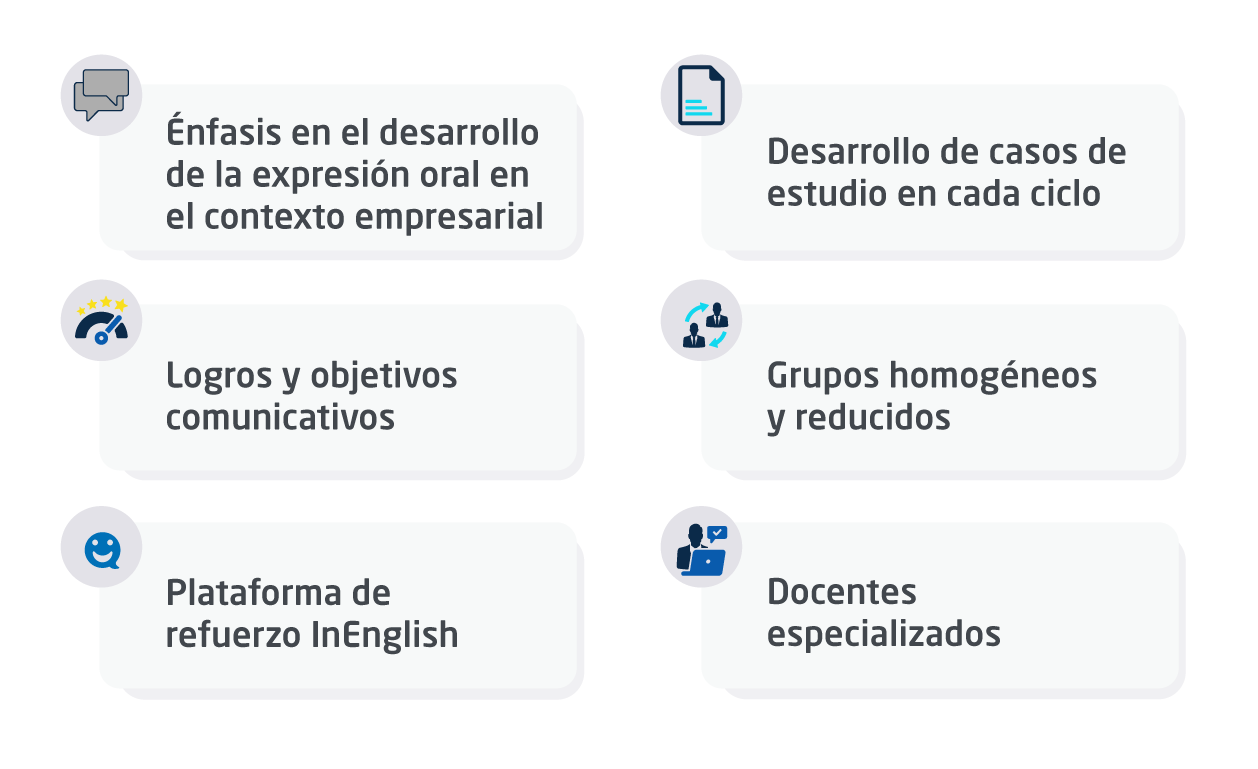 Énfasis en el desarrollo
de la expresión oral en
el contexto empresarial
Desarrollo de casos de
estudio en cada ciclo
Logros y objetivos
comunicativos
Grupos homogéneos
y reducidos
Plataforma de
refuerzo InEnglish
Docentes
especializados